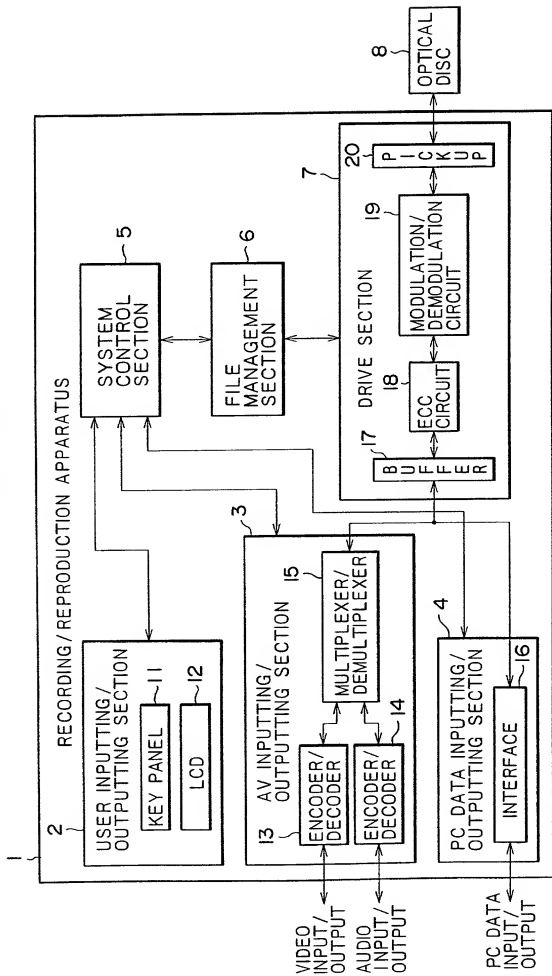 RECORDING/REPRODUCTION APPARATUS
1
2
USER INPUTTING/
OUTPUTTING SECTION
KEY PANEL
11
LCD
12
SYSTEM
CONTROL
SECTION
5
FILE
MANAGEMENT
SECTION
6
3
AV INPUTTING/
OUTPUTTING SECTION
13
ENCODER/
DECODER
ENCODER/
DECODER
14
15
MULTIPLEXER/
DEMULTIPLEXER
VIDEO
INPUT/
OUTPUT
AUDIO
INPUT/
OUTPUT
4
PC DATA INPUTTING/
OUTPUTTING SECTION
16
INTERFACE
PC DATA
INPUT/
OUTPUT
7
DRIVE SECTION
17
BUFFER
18
ECC
CIRCUIT
19
MODULATION/
DEMODULATION
CIRCUIT
20
PICKUP
8
OPTICAL
DISC